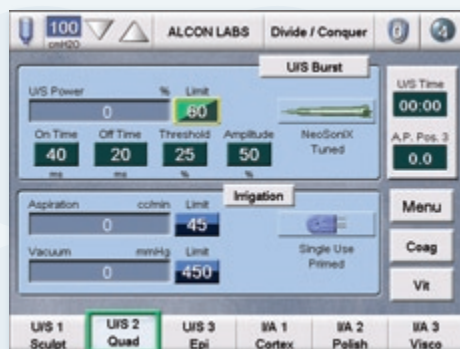 100
cmH2O
ALCON LABS
Divide / Conquer
U/S Burst
U/S Power % Limit
0 60
On Time Off Time Threshold Amplitude
40 20 25 50
ms ms % %
NeoSoniX
Tuned
U/S Time
00:00
A.P. Pos. 3
0.0
Irrigation
Aspiration cc/min Limit
0 45
Vacuum mmHg Limit
0 450
Single Use
Primed
Menu
Coag
Vit
U/S 1
Sculpt
U/S 2
Quad
U/S 3
Epi
I/A 1
Cortex
I/A 2
Polish
I/A 3
Visco